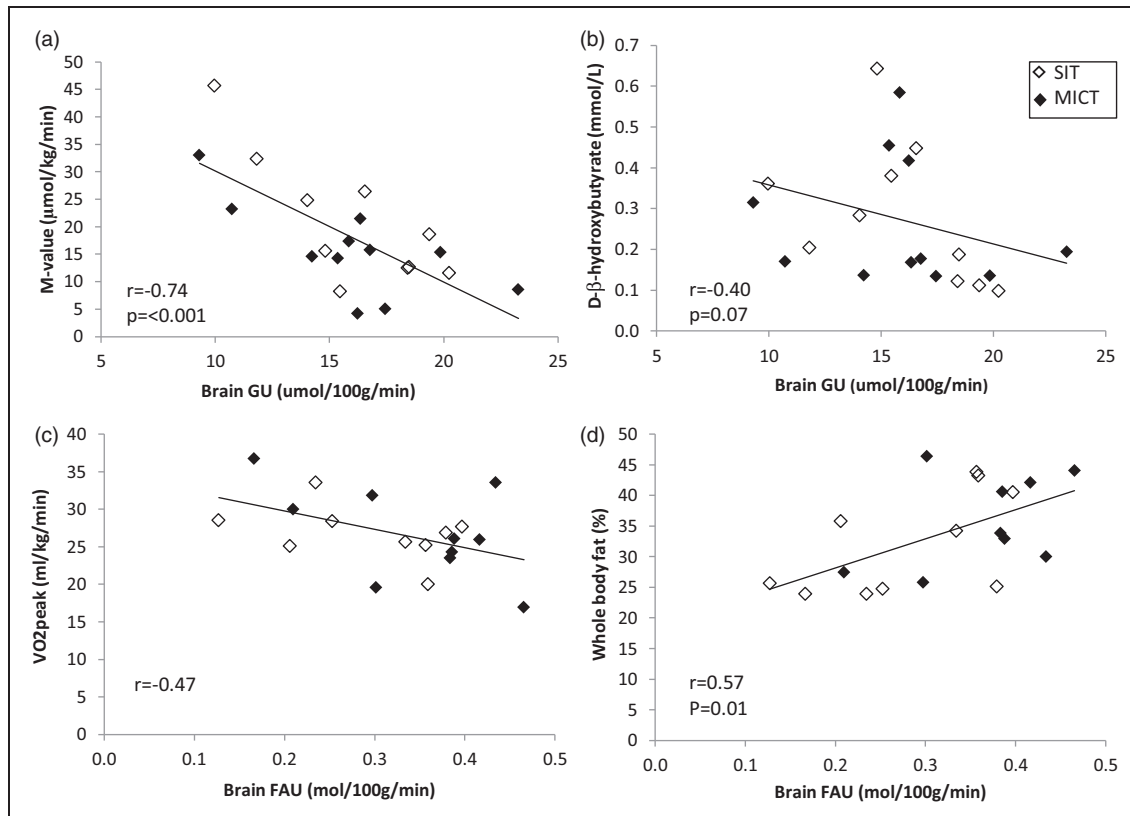 (a)
50
45
40
35
30
25
20
15
10
5
0
M-value (μmol/kg/min)
r=-0.74
p=<0.001
5 10 15 20 25
Brain GU (umol/100g/min)
(b)
0.7
0.6
0.5
0.4
0.3
0.2
0.1
0.0
D-β-hydroxybutyrate (mmol/L)
SIT
MICT
r=-0.40
p=0.07
5 10 15 20 25
Brain GU (umol/100g/min)
(c)
40
35
30
25
20
15
10
5
0
VO2peak (ml/kg/min)
r=-0.47
0.0 0.1 0.2 0.3 0.4 0.5
Brain FAU (mol/100g/min)
(d)
50
45
40
35
30
25
20
15
10
5
0
Whole body fat (%)
r=0.57
P=0.01
0.0 0.1 0.2 0.3 0.4 0.5
Brain FAU (mol/100g/min)